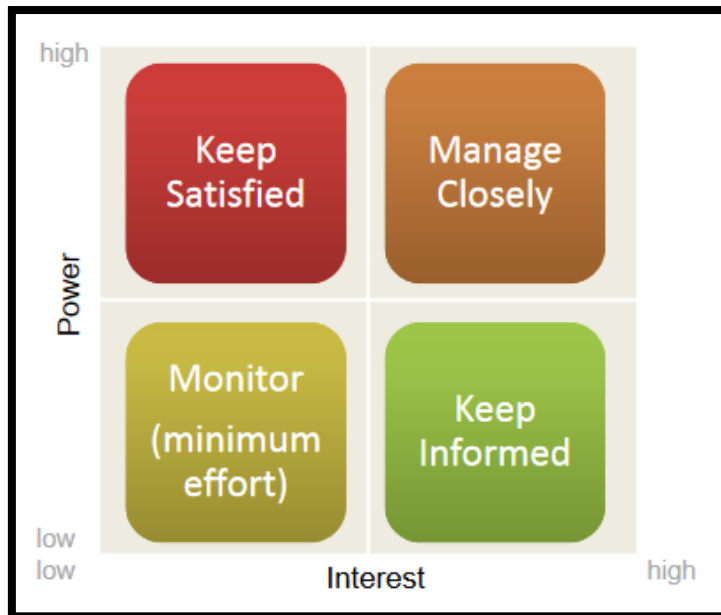 high
Keep
Satisfied
Manage
Closely
Power
Monitor
(minimum
effort)
Keep
Informed
low
low
Interest
high